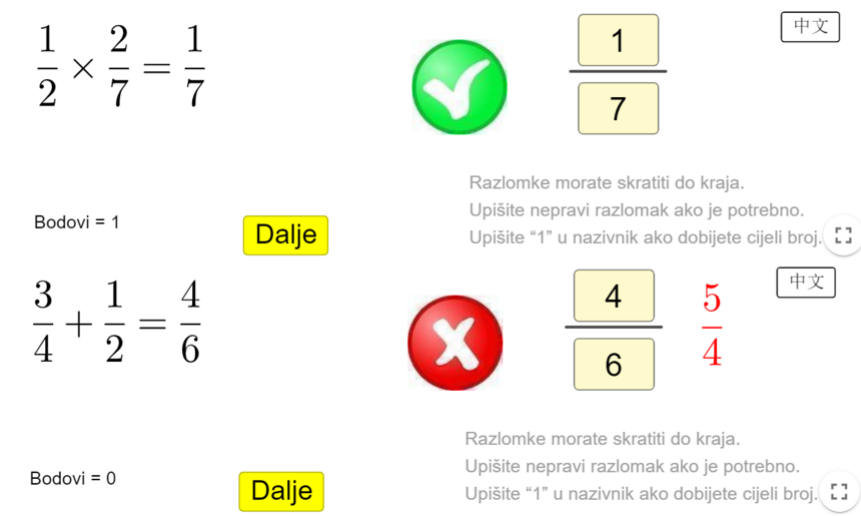 1/2 × 2/7 = 1/7
1
7
中文
Razlomke morate skratiti do kraja.
Upišite nepravi razlomak ako je potrebno.
Upišite “1” u nazivnik ako dobijete cijeli broj.
Bodovi = 1
Dalje
3/4 + 1/2 = 4/6
4
6
5/4
中文
Razlomke morate skratiti do kraja.
Upišite nepravi razlomak ako je potrebno.
Upišite “1” u nazivnik ako dobijete cijeli broj.
Bodovi = 0
Dalje